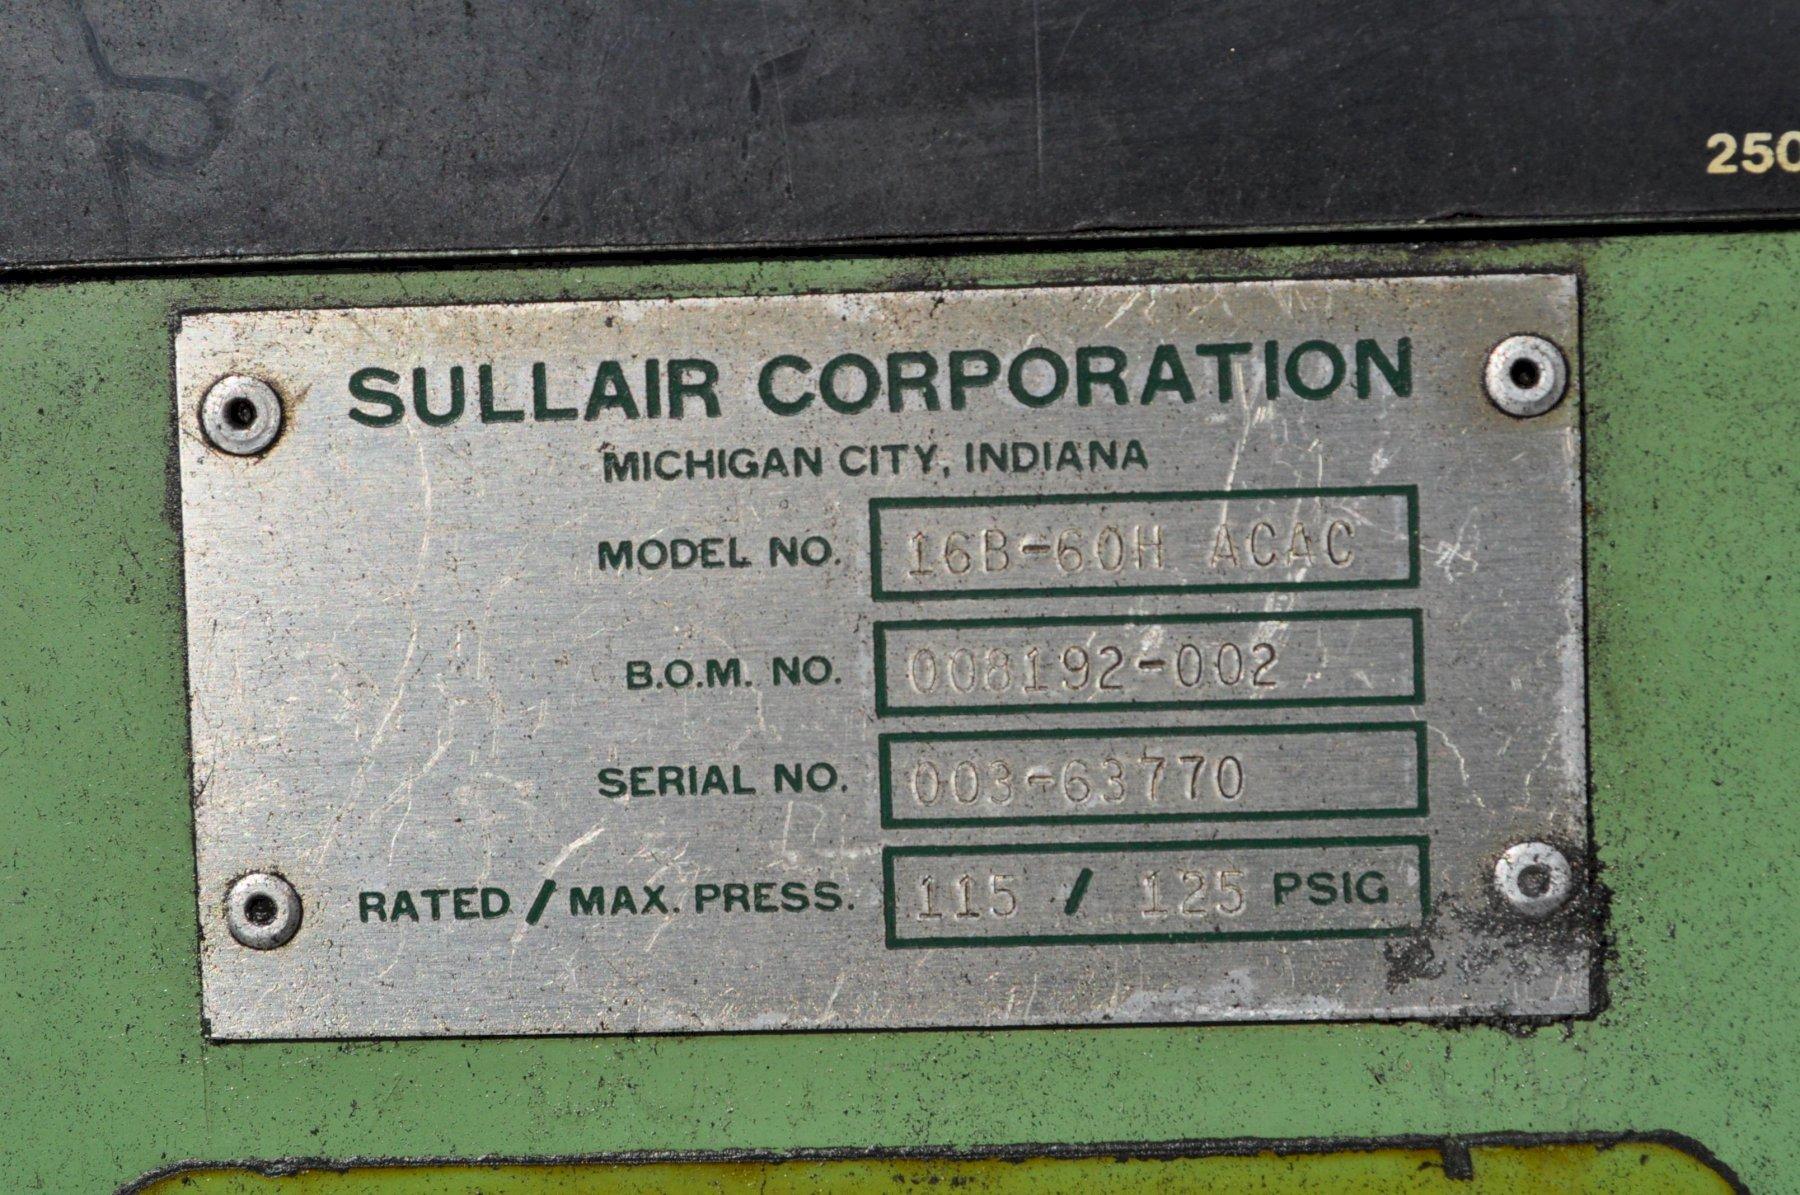 250
SULLAIR CORPORATION
MICHIGAN CITY, INDIANA
MODEL NO. 16B-60H ACAC
B.O.M. NO. 008192-002
SERIAL NO. 003-63770
RATED / MAX. PRESS. 115 / 125 PSIG